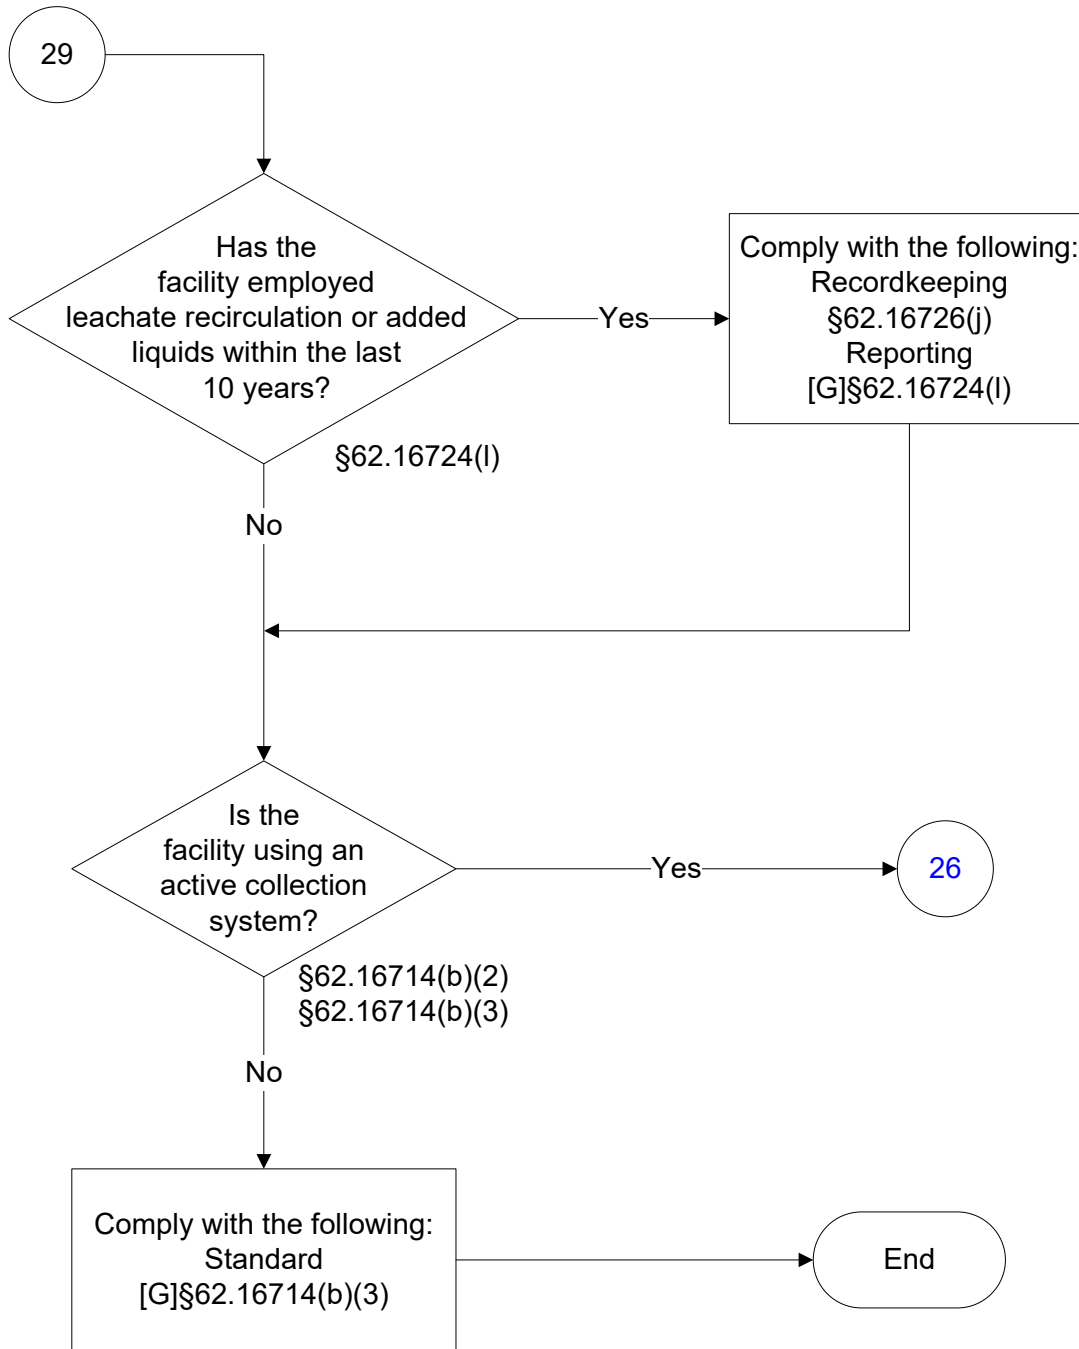 29
Has the
facility employed
leachate recirculation or added
liquids within the last
10 years?
Yes
Comply with the following:
Recordkeeping
§62.16726(j)
Reporting
[G]§62.16724(l)
§62.16724(l)
No
Is the
facility using an
active collection
system?
Yes
26
§62.16714(b)(2)
§62.16714(b)(3)
No
Comply with the following:
Standard
[G]§62.16714(b)(3)
End